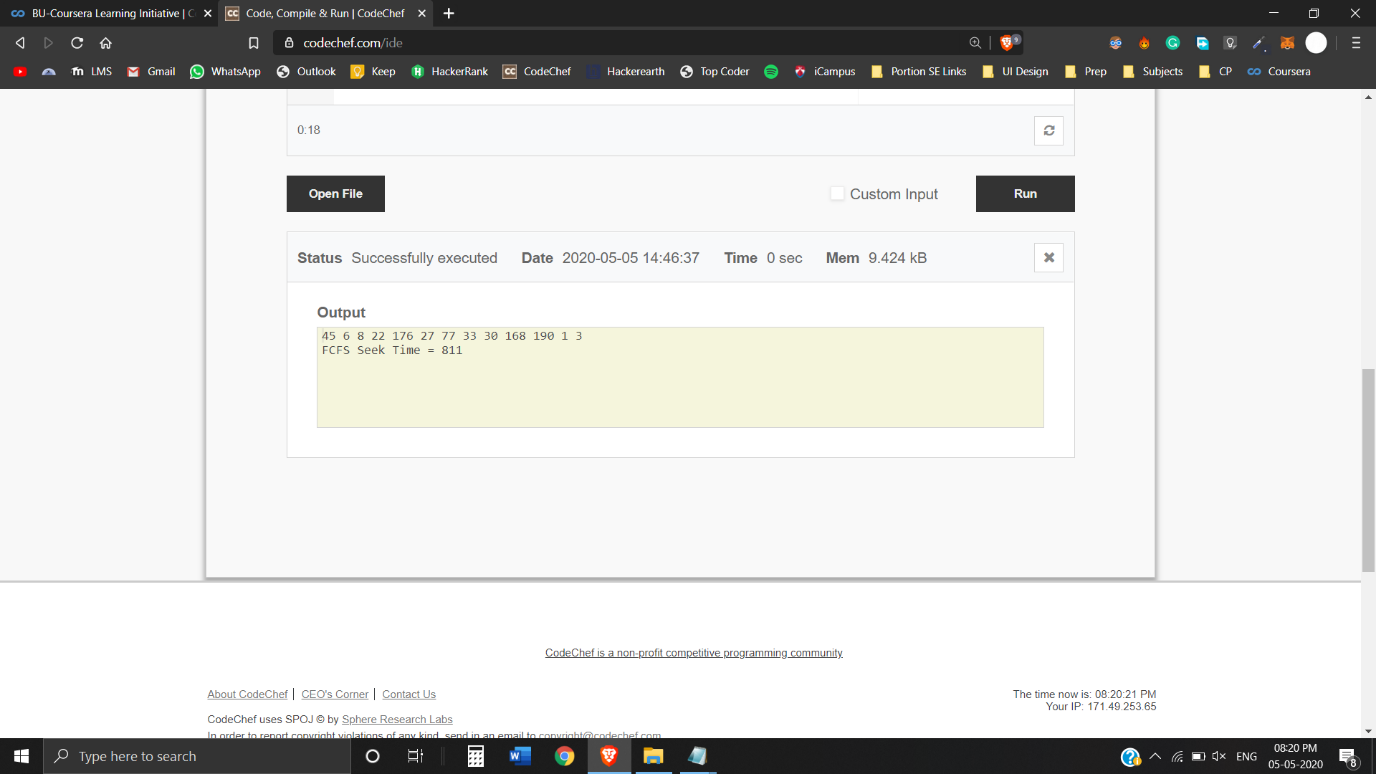 BU-Coursera Learning Initiative | C
Code, Compile & Run | CodeChef
codechef.com/ide
LMS
Gmail
WhatsApp
Outlook
Keep
HackerRank
CC
CodeChef
Hackerearth
Top Coder
iCampus
Portion SE Links
UI Design
Prep
Subjects
CP
Coursera
0:18
Open File
Custom Input
Run
Status Successfully executed Date 2020-05-05 14:46:37 Time 0 sec Mem 9.424 kB
Output
45 6 8 22 176 27 77 33 30 168 190 1 3
FCFS Seek Time = 811
CodeChef is a non-profit competitive programming community
About CodeChef | CEO's Corner | Contact Us
The time now is: 08:20:21 PM
Your IP: 171.49.253.65
CodeChef uses SPOJ © by Sphere Research Labs
In order to report copyright violations of any kind, send in an email to copyright@codechef.com
Type here to search
ENG
08:20 PM
05-05-2020
8